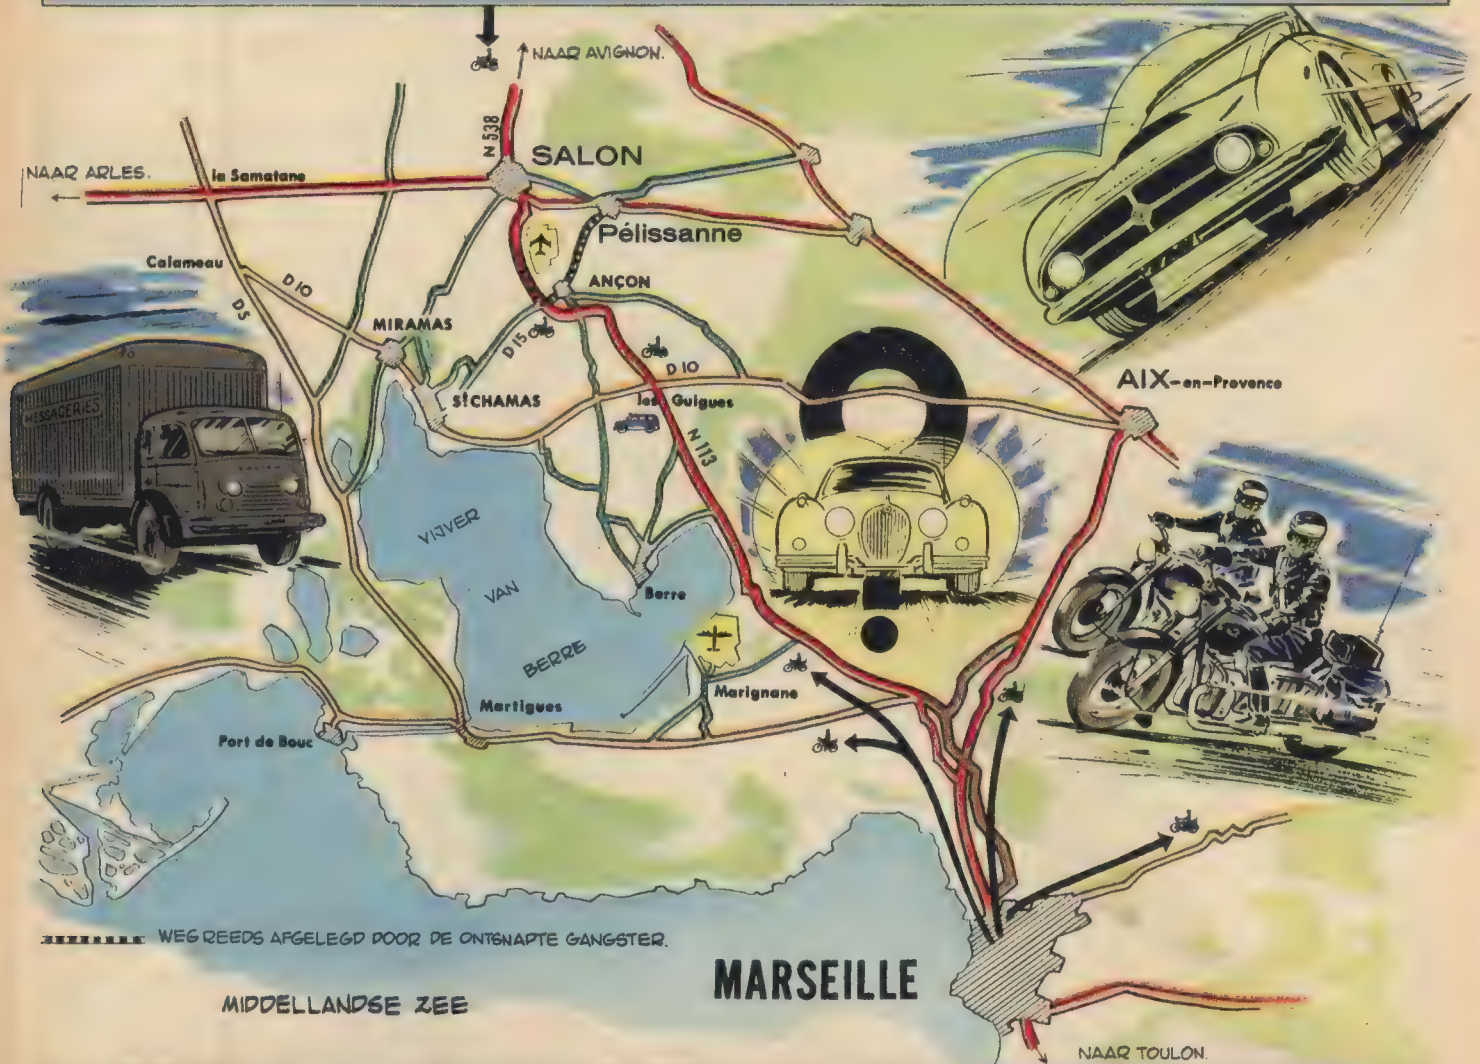 NAAR AVIGNON.
N 538
SALON
NAAR ARLES.
la Samatane
Pélissanne
Calameau
D 10
ANÇON
D 5
MIRAMAS
D 15
D 10
AIX-en-Provence
MESSAGERIES
St CHAMAS
les Guigues
N 113
VIJVER
VAN
Berre
BERRE
Marignane
Martigues
Port de Bouc
WEG REEDS AFGELEGD DOOR DE ONTSNAPTE GANGSTER.
MARSEILLE
MIDDELLANDSE ZEE
NAAR TOULON.